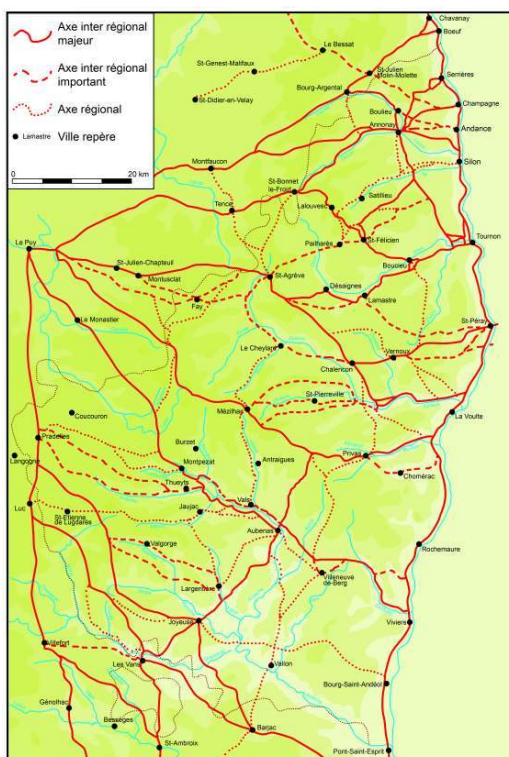 Axe inter régional
majeur
Axe inter régional
important
Axe régional
Lamastre
Ville repère
0
20 km
Chavanay
Boeuf
Le Bessat
St-Genest-Malifaux
St-Julien
Molin-Molette
Serrières
Bourg-Argental
St-Didier-en-Velay
Boulieu
Champagne
Annonay
Andance
Silon
Montfaucon
St-Bonnet
le-Froid
Satillieu
Tence
Lalouvesc
Pailharès
St-Félicien
Tournon
Le Puy
Boucieu
St-Julien-Chapteuil
Montusclat
St-Agrève
Désaignes
Lamastre
Fay
Le Monastier
St-Péray
Le Cheylard
Vernoux
Chalencon
St-Pierreville
Mézilhac
La Voulte
Coucouron
Pradelles
Burzet
Langogne
Montpezat
Antraigues
Privas
Chomérac
Thueyts
Luc
St-Etienne
de Lugdarès
Jaujac
Vals
Aubenas
Valgorge
Rochemaure
Villeneuve
de-Berg
Largentière
Joyeuse
Viviers
Villefort
Les Vans
Vallon
Génolhac
Bourg-Saint-Andéol
Bessèges
Barjac
St-Ambroix
Pont-Saint-Esprit